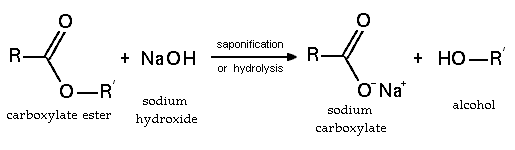 O
O
R
+ NaOH
saponification
or hydrolysis
R
+ HO—R′
O—R′
O⁻Na⁺
carboxylate ester
sodium
hydroxide
sodium
carboxylate
alcohol